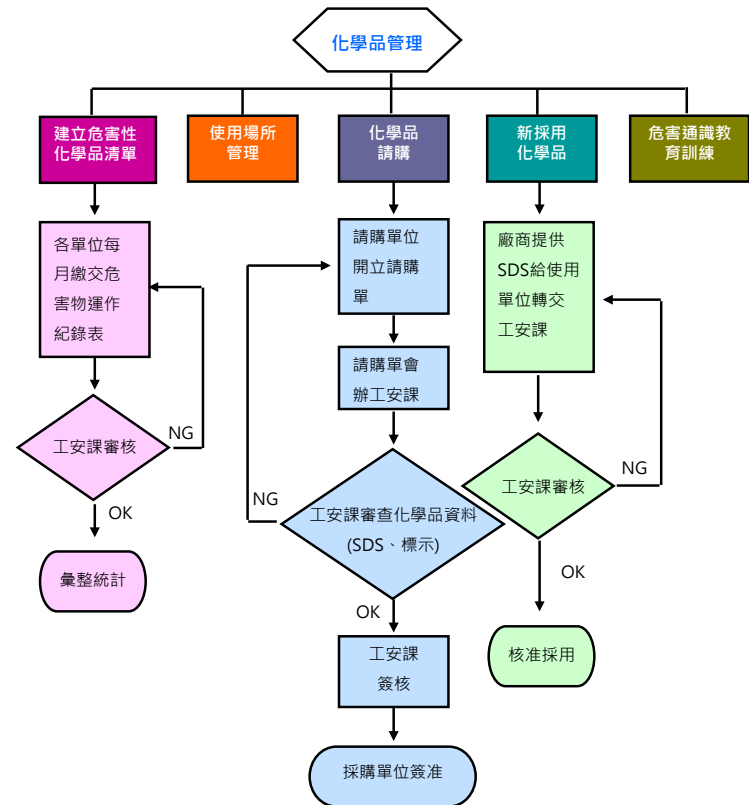 化學品管理
建立危害性
化學品清單
使用場所
管理
化學品
請購
新採用
化學品
危害通識教
育訓練
各單位每
月繳交危
害物運作
紀錄表
工安課審核
NG
OK
彙整統計
請購單位
開立請購
單
請購單會
辦工安課
NG
工安課審查化學品資料
(SDS、標示)
OK
工安課
簽核
採購單位簽准
廠商提供
SDS給使用
單位轉交
工安課
工安課審核
NG
OK
核准採用